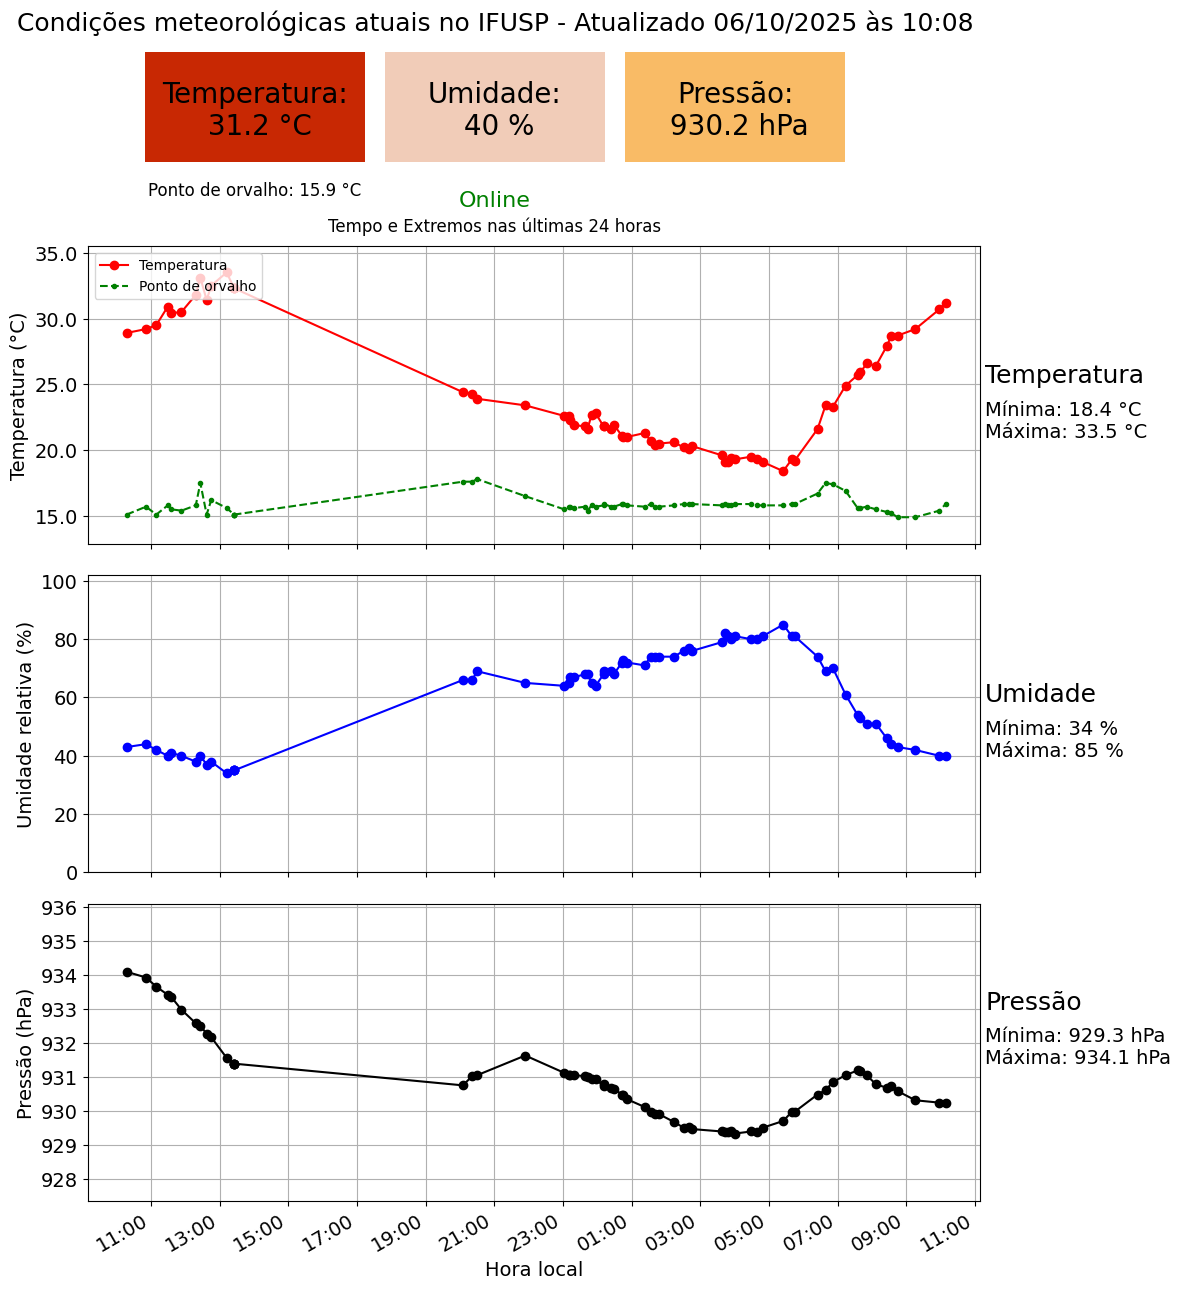 Condições meteorológicas atuais no IFUSP - Atualizado 06/10/2025 às 10:08
Temperatura:
31.2 °C
Umidade:
40 %
Pressão:
930.2 hPa
Ponto de orvalho: 15.9 °C
Online
Tempo e Extremos nas últimas 24 horas
Temperatura (°C)
35.0
30.0
25.0
20.0
15.0
Temperatura
Ponto de orvalho
Temperatura
Mínima: 18.4 °C
Máxima: 33.5 °C
Umidade relativa (%)
100
80
60
40
20
0
Umidade
Mínima: 34 %
Máxima: 85 %
Pressão (hPa)
936
935
934
933
932
931
930
929
928
Pressão
Mínima: 929.3 hPa
Máxima: 934.1 hPa
11:00 13:00 15:00 17:00 19:00 21:00 23:00 01:00 03:00 05:00 07:00 09:00 11:00
Hora local